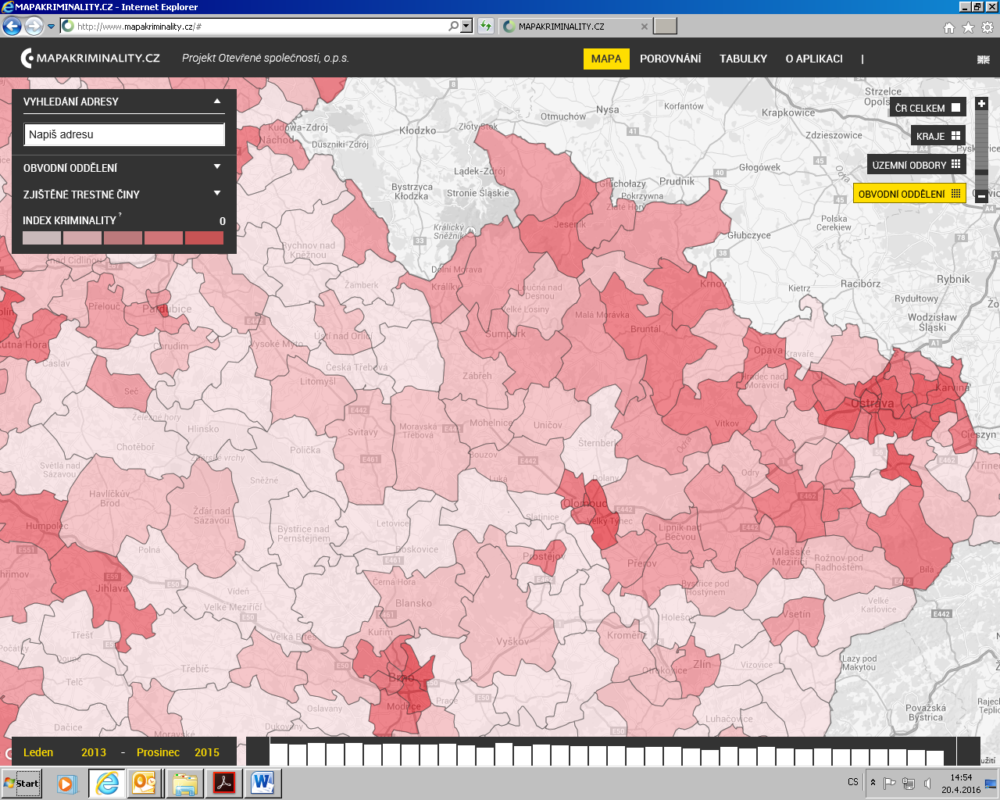 MAPAKRIMINALITY.CZ - Internet Explorer
http://www.mapakriminality.cz/#
MAPAKRIMINALITY.CZ
MAPAKRIMINALITY.CZ
Projekt Otevřené společnosti, o.p.s.
MAPA
POROVNÁNÍ
TABULKY
O APLIKACI
|
VYHLEDÁNÍ ADRESY
Napiš adresu
OBVODNÍ ODDĚLENÍ
ZJIŠTĚNÉ TRESTNÉ ČINY
INDEX KRIMINALITY ?
0
ČR CELKEM
KRAJE
ÚZEMNÍ ODBORY
OBVODNÍ ODDĚLENÍ
Strzelce
Nysa
Korfantów
Otmuchów
Krapkowice
Kudowa-Zdrój
Kłodzko
Złoty Stok
Náchod
Duszniki-Zdrój
Zdzieszowice
Pyskowice
Lądek-Zdrój
Głogówek
Bystrzyca
Kłodzka
Stronie Śląskie
Głuchołazy
Prudnik
Pokrzywna
Zlaté Hory
Polska
Cerekiew
Králický
Sněžník
Jeseník
Głubczyce
Rychnov nad
Kněžnou
nad Cidlinou
Dolní Morava
Žamberk
Králíky
Loučná nad
Desnou
Krnov
Kietrz
Racibórz
Rybnik
Rydułtowy
Přelouč
Pardubice
Velké Losiny
Malá Morávka
Wodzisław
Śląski
Kutná Hora
Chrudim
Vysoké Mýto
Ústí nad Orlicí
Šumperk
Bruntál
Opava
Kravaře
Čáslav
Česká Třebová
Litomyšl
Zábřeh
Hradec nad
Moravicí
Karviná
Seč
Ostrava
Železné hory
Hlinsko
Svitavy
Moravská
Třebová
Mohelnice
Uničov
Vítkov
Cieszyn
Chotěboř
Polička
Bouzov
Šternberk
Odra
Žďárské vrchy
Světlá nad
Sázavou
Sněžné
Luká
Dolany
Odry
Třinec
Havlíčkův
Brod
Žďár nad
Sázavou
Olomouc
Slatinice
Velký Týnec
Humpolec
Bystřice nad
Pernštejnem
Letovice
Boskovice
Lipník nad
Bečvou
Polná
Prostějov
Přerov
Valašské
Meziříčí
Rožnov pod
Radhoštěm
Bílá
Jihlava
Videň
Černá Hora
Bystřice pod
Hostýnem
Velké Meziříčí
Blansko
Velké
Karlovice
Holešov
Vsetín
Třešť
Velká Bíteš
Kuřim
Vyškov
Kroměříž
Počátky
Třebíč
Brno
Otrokovice
Zlín
Vizovice
Lazy pod
Makytou
Telč
Oslavany
Modřice
Luhačovice
Považská
Bystrica
Dačice
Dukovany
Moravské
Leden 2013 - Prosinec 2015
Start
CS
14:54
20.4.2016